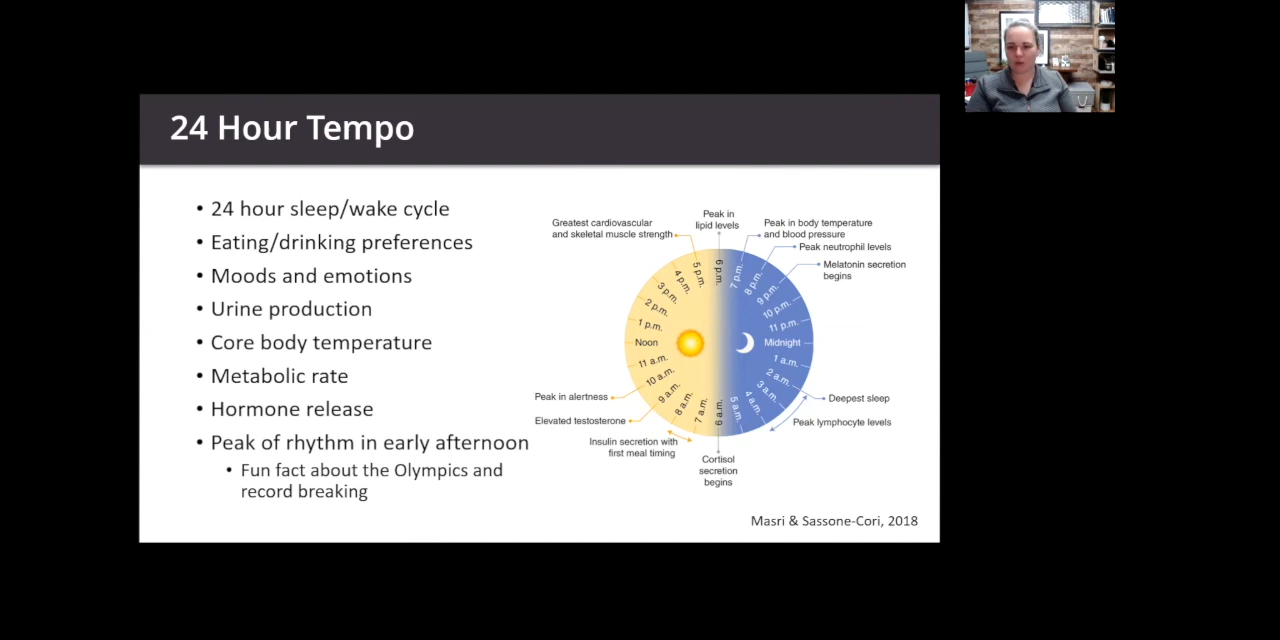 24 Hour Tempo
• 24 hour sleep/wake cycle
• Eating/drinking preferences
• Moods and emotions
• Urine production
• Core body temperature
• Metabolic rate
• Hormone release
• Peak of rhythm in early afternoon
• Fun fact about the Olympics and
record breaking
Greatest cardiovascular
and skeletal muscle strength
Peak in
lipid levels
Peak in body temperature
and blood pressure
Peak neutrophil levels
Melatonin secretion
begins
6 p.m.
7 p.m.
8 p.m.
9 p.m.
10 p.m.
11 p.m.
Midnight
1 a.m.
2 a.m.
3 a.m.
4 a.m.
5 a.m.
6 a.m.
7 a.m.
8 a.m.
9 a.m.
10 a.m.
11 a.m.
Noon
1 p.m.
2 p.m.
3 p.m.
4 p.m.
5 p.m.
Deepest sleep
Peak lymphocyte levels
Cortisol
secretion
begins
Insulin secretion with
first meal timing
Elevated testosterone
Peak in alertness
Masri & Sassone-Cori, 2018